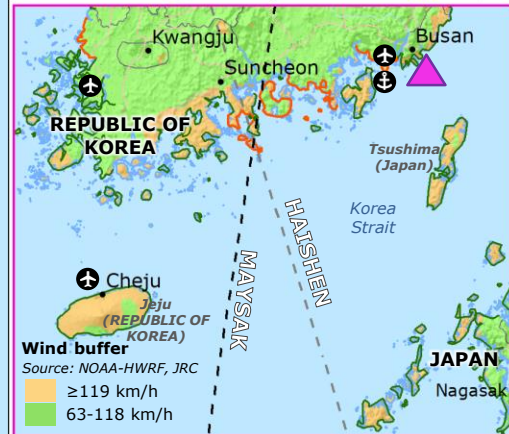 Kwangju
Busan
Suncheon
REPUBLIC OF
KOREA
Tsushima
(Japan)
Korea
Strait
HAISHEN
MAYSAK
Cheju
Jeju
(REPUBLIC OF
KOREA)
JAPAN
Nagasak
Wind buffer
Source: NOAA-HWRF, JRC
≥119 km/h
63-118 km/h